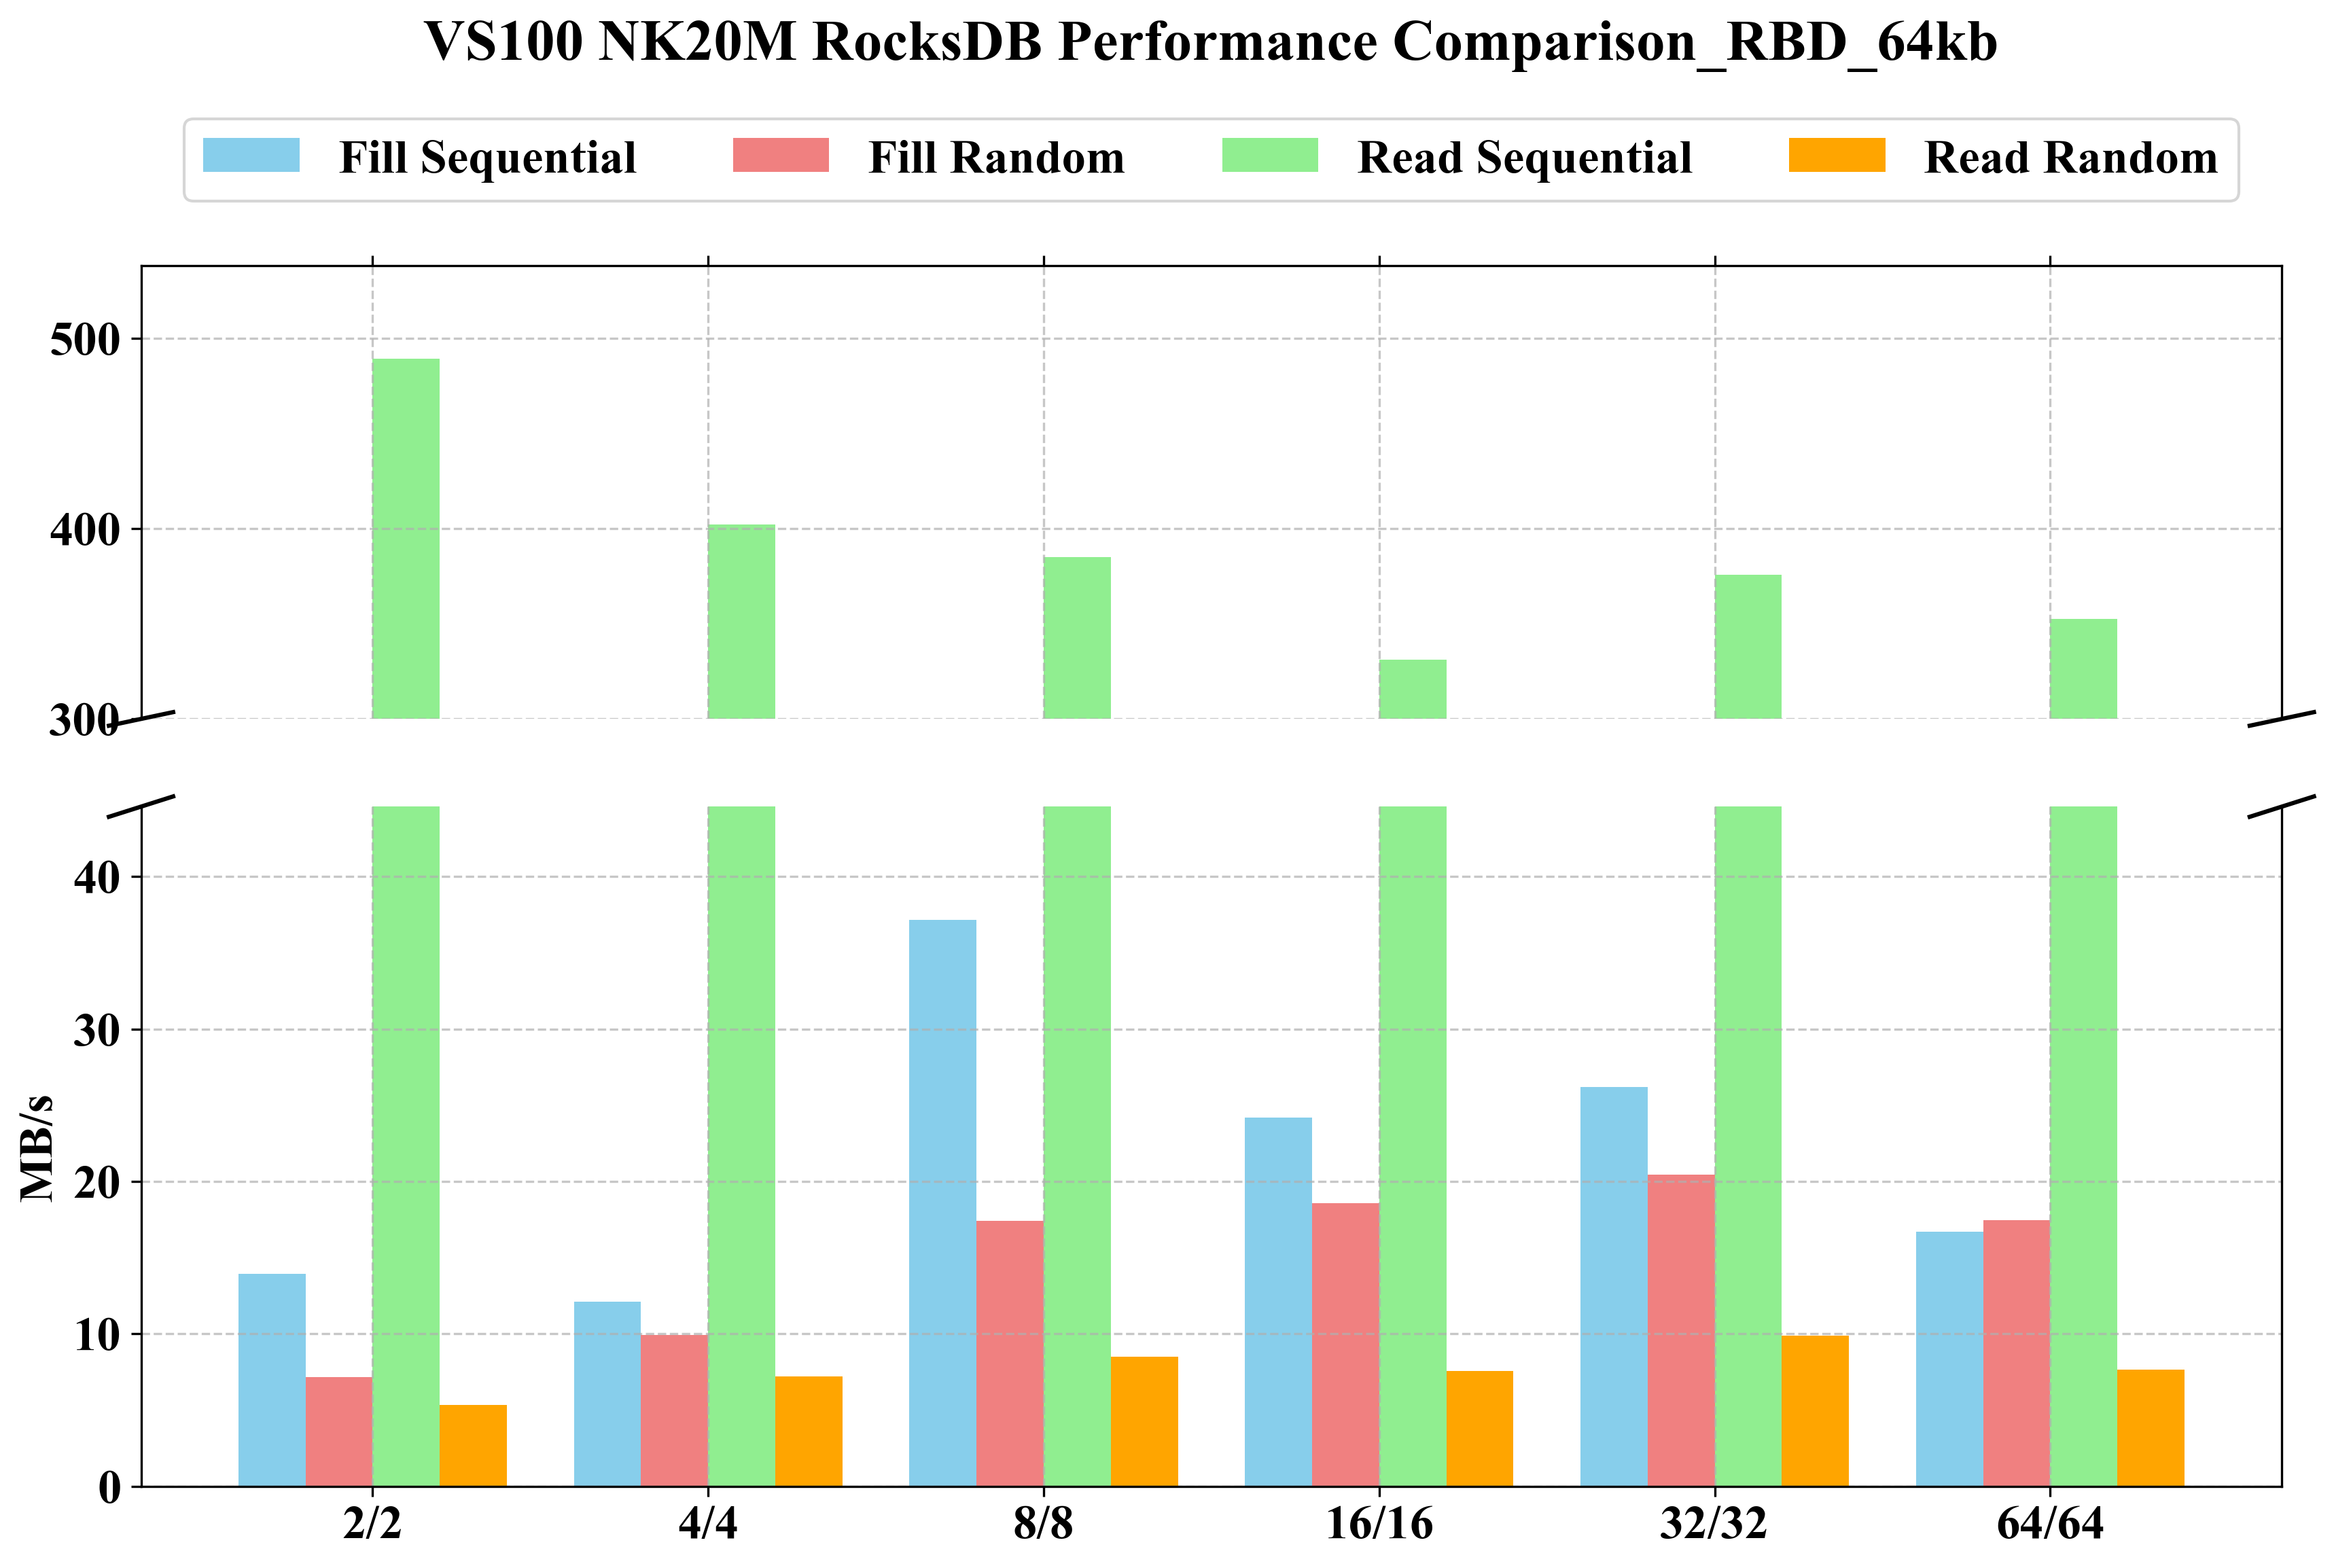 VS100 NK20M RocksDB Performance Comparison_RBD_64kb
Fill Sequential Fill Random Read Sequential Read Random
500
400
300
40
30
20
10
0
MB/s
2/2 4/4 8/8 16/16 32/32 64/64